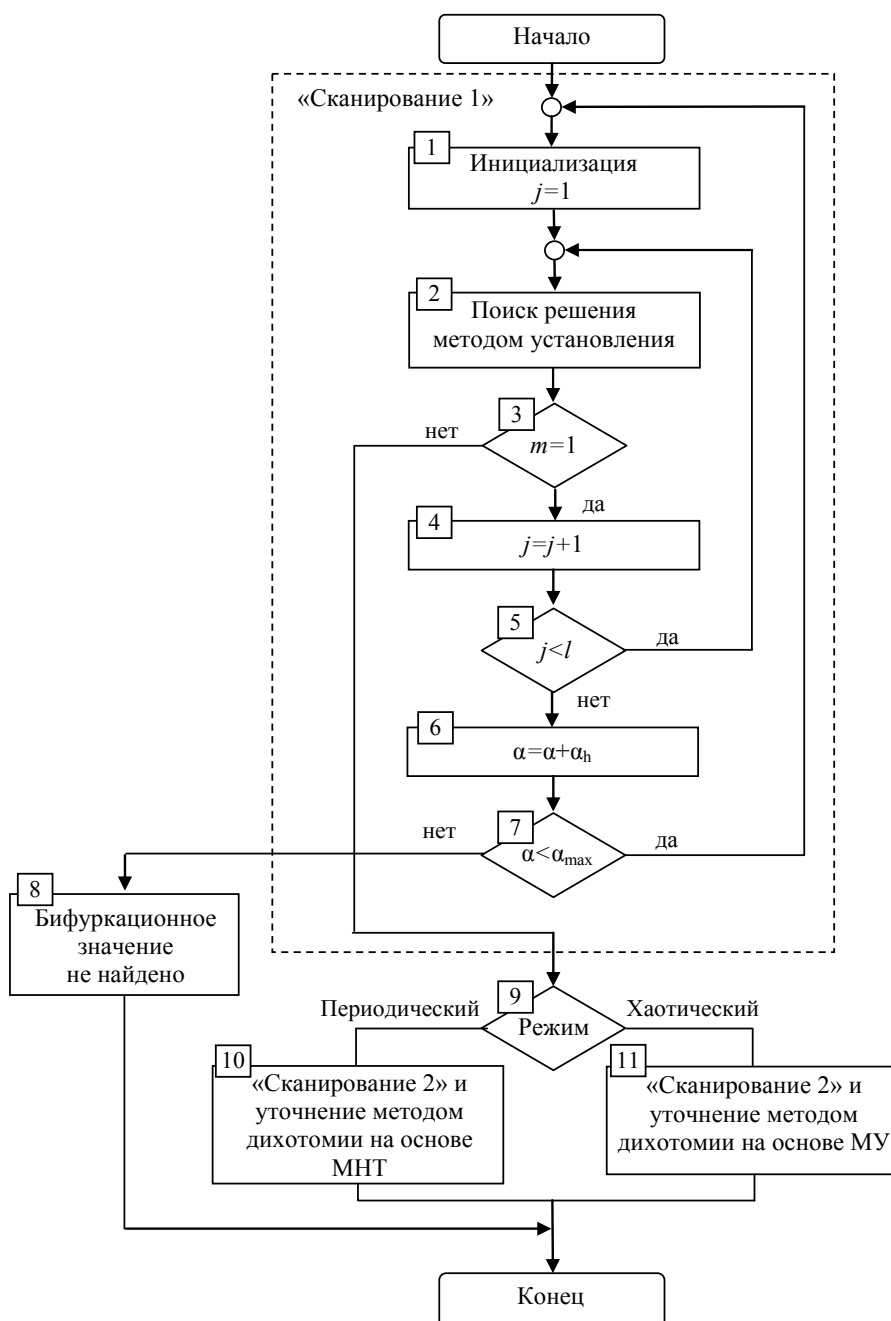 Начало
«Сканирование 1»
1
Инициализация
j=1
2
Поиск решения
методом установления
3
нет
m=1
да
4
j=j+1
5
j<l
да
нет
6
α=α+αh
7
нет
α<αmax
да
8
Бифуркационное
значение
не найдено
9
Периодический
Режим
Хаотический
10
«Сканирование 2» и
уточнение методом
дихотомии на основе
МНТ
11
«Сканирование 2» и
уточнение методом
дихотомии на основе МУ
Конец